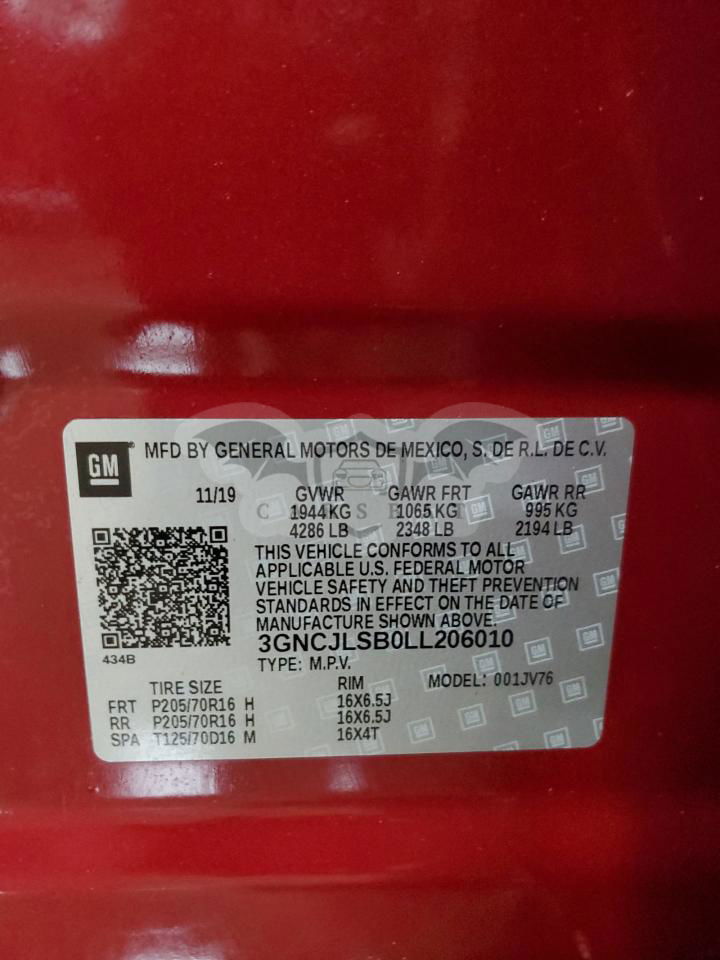 GM
MFD BY GENERAL MOTORS DE MEXICO, S. DE R.L. DE C.V.
11/19 GVWR GAWR FRT GAWR RR
1944 KG 1065 KG 995 KG
4286 LB 2348 LB 2194 LB
THIS VEHICLE CONFORMS TO ALL
APPLICABLE U.S. FEDERAL MOTOR
VEHICLE SAFETY AND THEFT PREVENTION
STANDARDS IN EFFECT ON THE DATE OF
MANUFACTURE SHOWN ABOVE.
3GNCJLSB0LL206010
434B
TYPE: M.P.V.
TIRE SIZE RIM MODEL: 001JV76
FRT P205/70R16 H 16X6.5J
RR P205/70R16 H 16X6.5J
SPA T125/70D16 M 16X4T